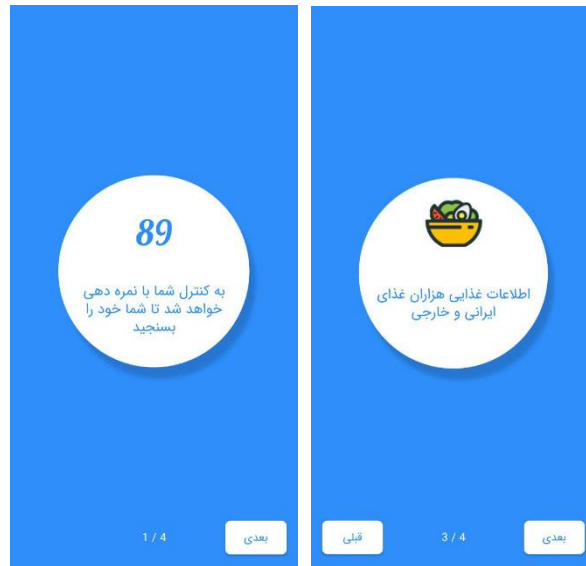 89
به کنترل شما با نمره دهی
خواهد شد تا شما خود را
بسنجید
1 / 4
بعدی
اطلاعات غذایی هزاران غذای
ایرانی و خارجی
قبلی
3 / 4
بعدی